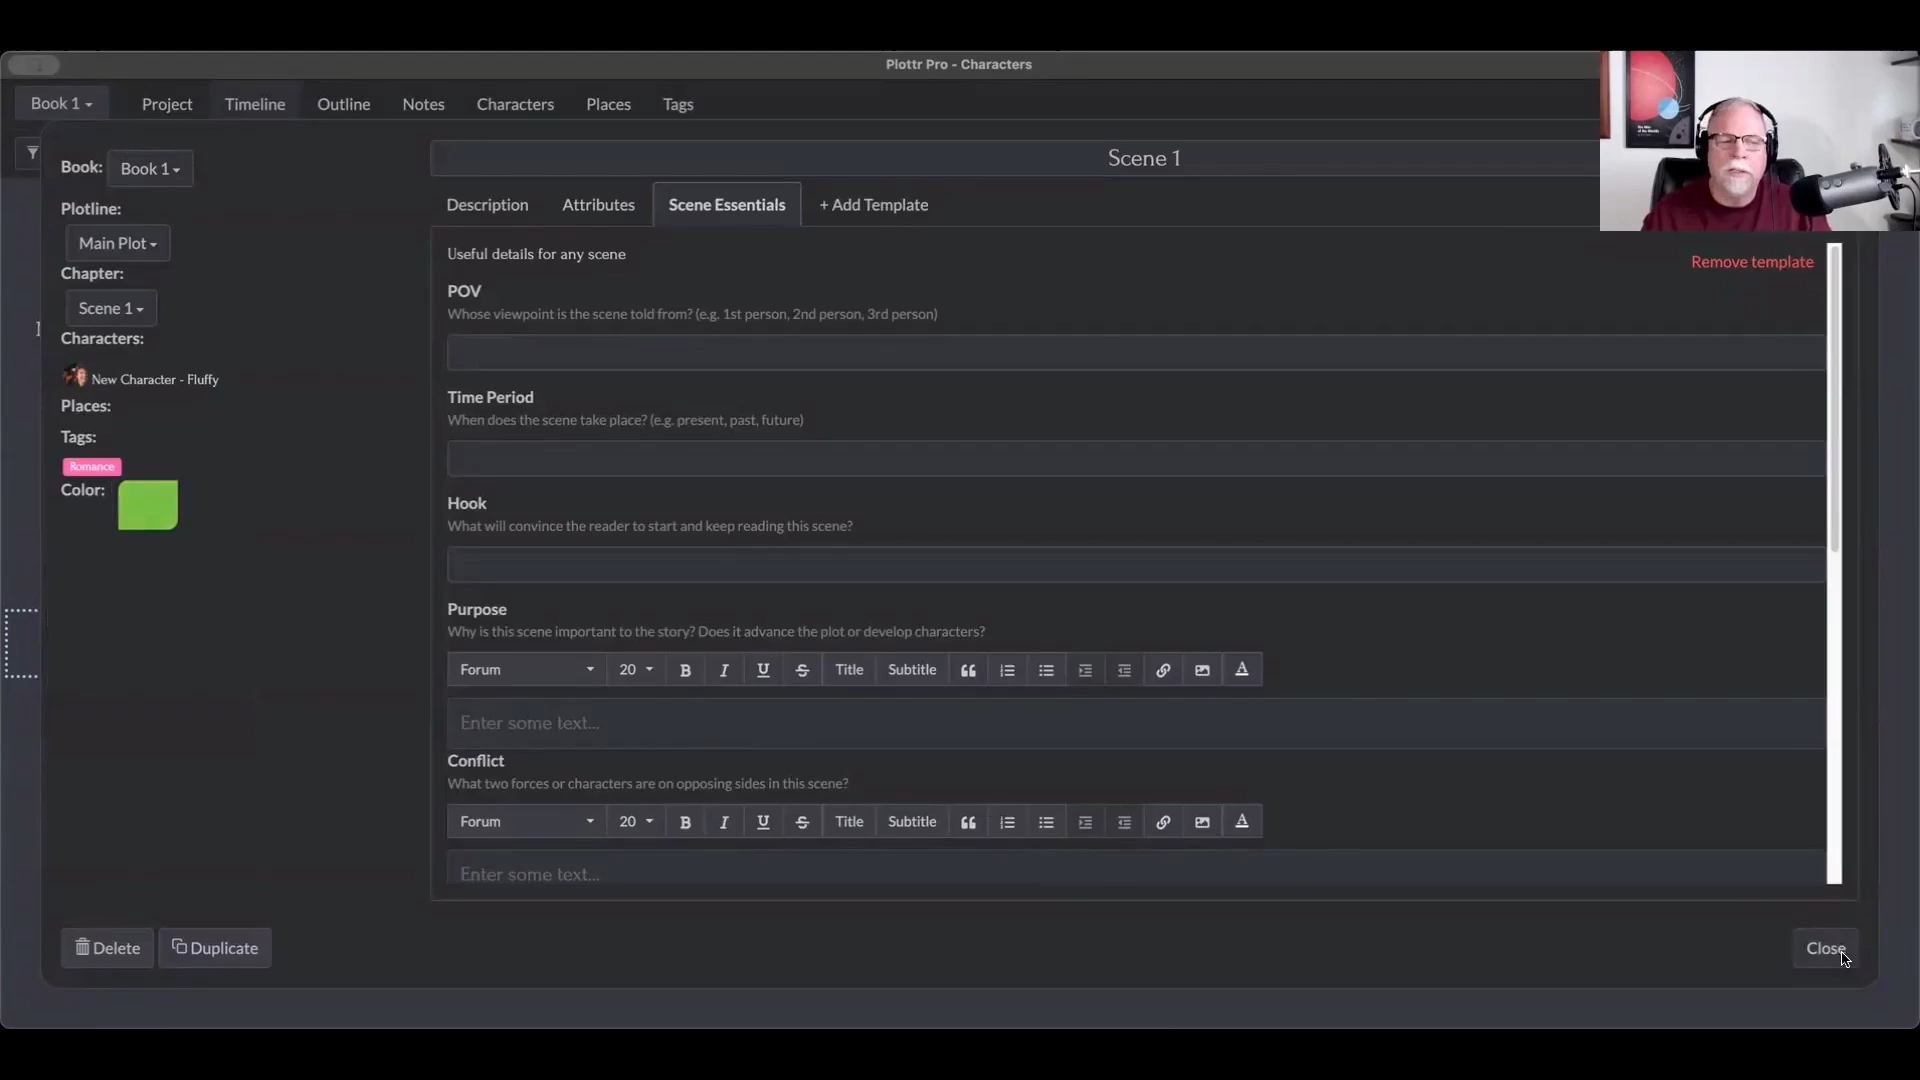 Plottr Pro - Characters
Book 1
Project
Timeline
Outline
Notes
Characters
Places
Tags
Book: Book 1
Plotline:
Main Plot
Chapter:
Scene 1
Characters:
New Character - Fluffy
Places:
Tags:
Romance
Color:
Scene 1
Description
Attributes
Scene Essentials
+ Add Template
Useful details for any scene
Remove template
POV
Whose viewpoint is the scene told from? (e.g. 1st person, 2nd person, 3rd person)
Time Period
When does the scene take place? (e.g. present, past, future)
Hook
What will convince the reader to start and keep reading this scene?
Purpose
Why is this scene important to the story? Does it advance the plot or develop characters?
Forum 20 B I U S Title Subtitle A
Enter some text...
Conflict
What two forces or characters are on opposing sides in this scene?
Forum 20 B I U S Title Subtitle A
Enter some text...
Delete
Duplicate
Close